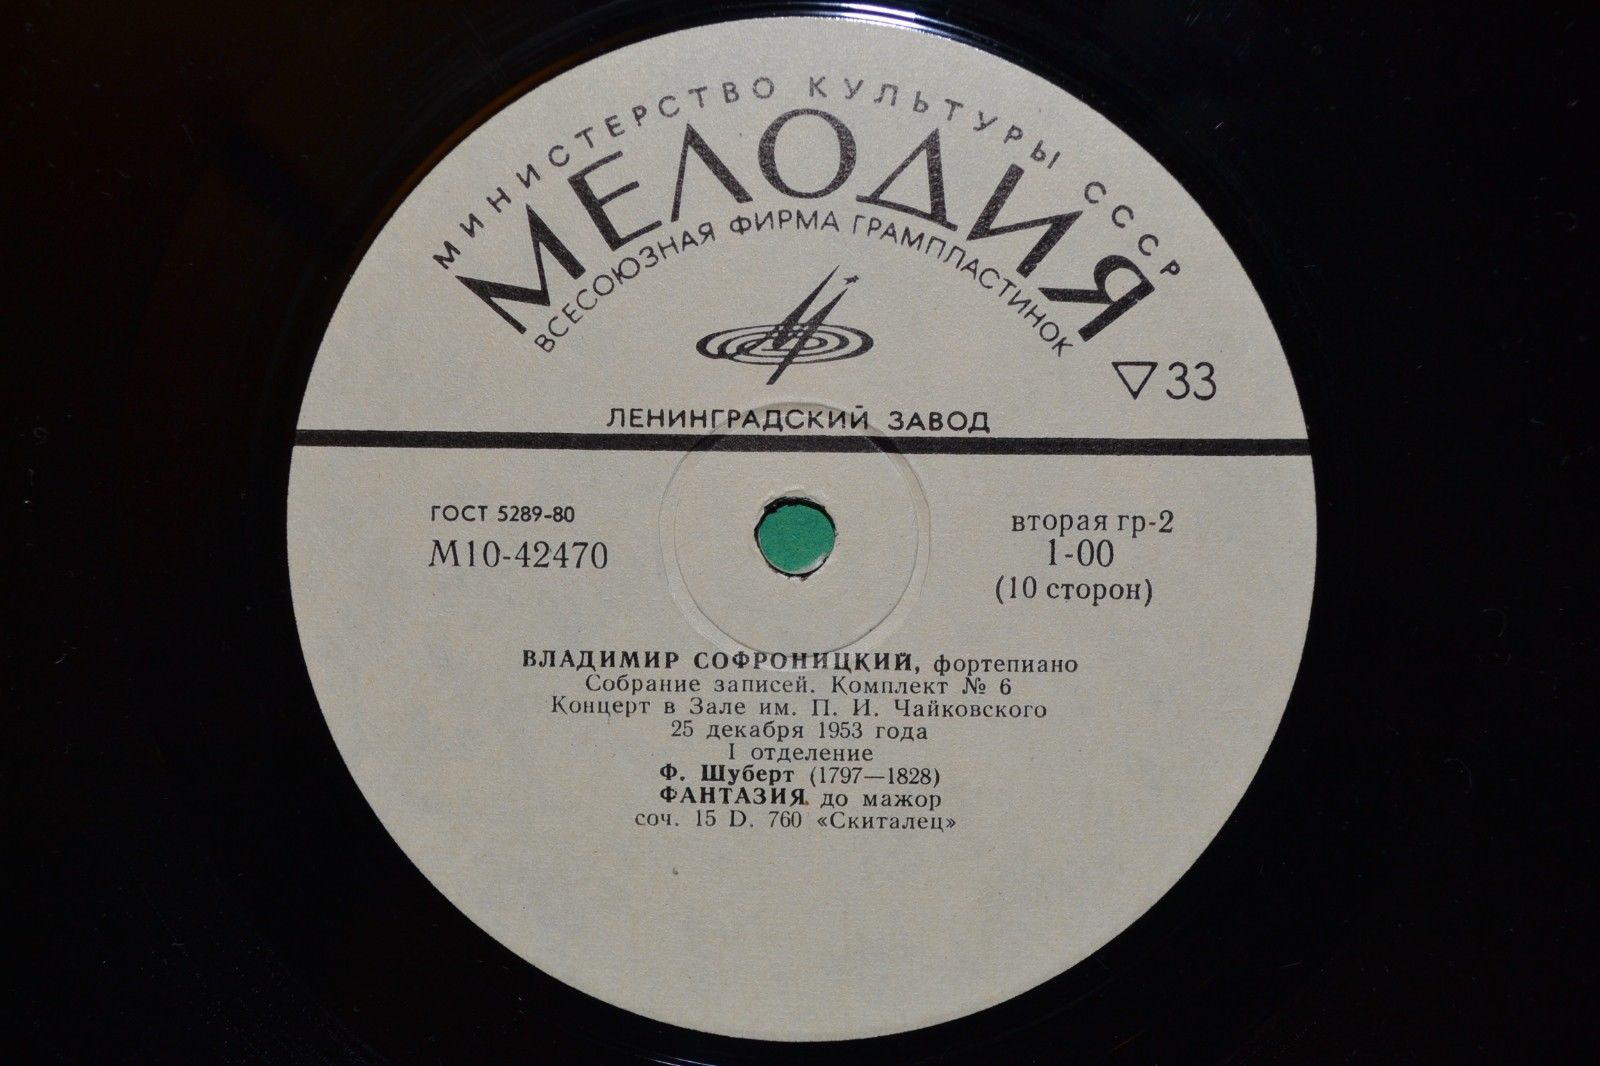 МИНИСТЕРСТВО КУЛЬТУРЫ СССР
МЕЛОДИЯ
ВСЕСОЮЗНАЯ ФИРМА ГРАМПЛАСТИНОК
33
ЛЕНИНГРАДСКИЙ ЗАВОД
ГОСТ 5289-80
М10-42470
вторая гр-2
1-00
(10 сторон)
ВЛАДИМИР СОФРОНИЦКИЙ, фортепиано
Собрание записей. Комплект № 6
Концерт в Зале им. П. И. Чайковского
25 декабря 1953 года
I отделение
Ф. Шуберт (1797—1828)
ФАНТАЗИЯ до мажор
соч. 15 D. 760 «Скиталец»